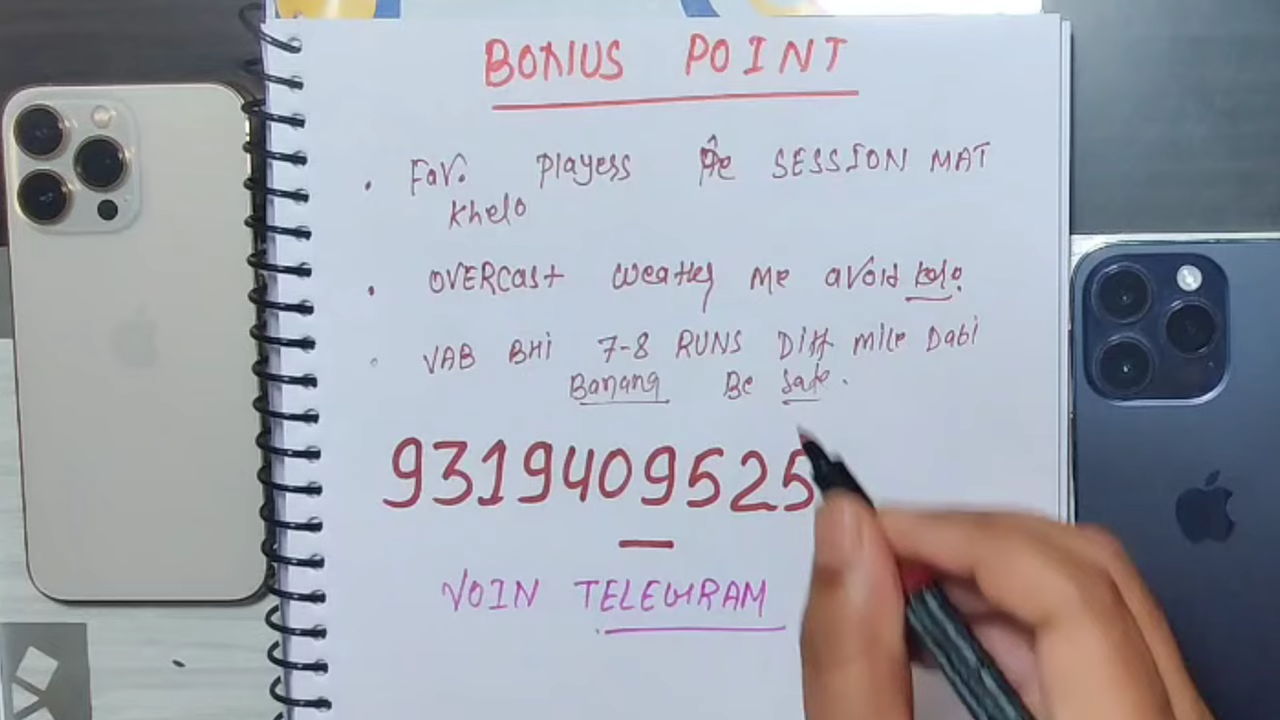 BONUS POINT
• Fav. players pe SESSION MAT
Khelo
• OVERCAST weather me avoid kro.
• JAB BHI 7-8 RUNS Diff mile Dabi
Banana Be safe.
9319409525
JOIN TELEGRAM